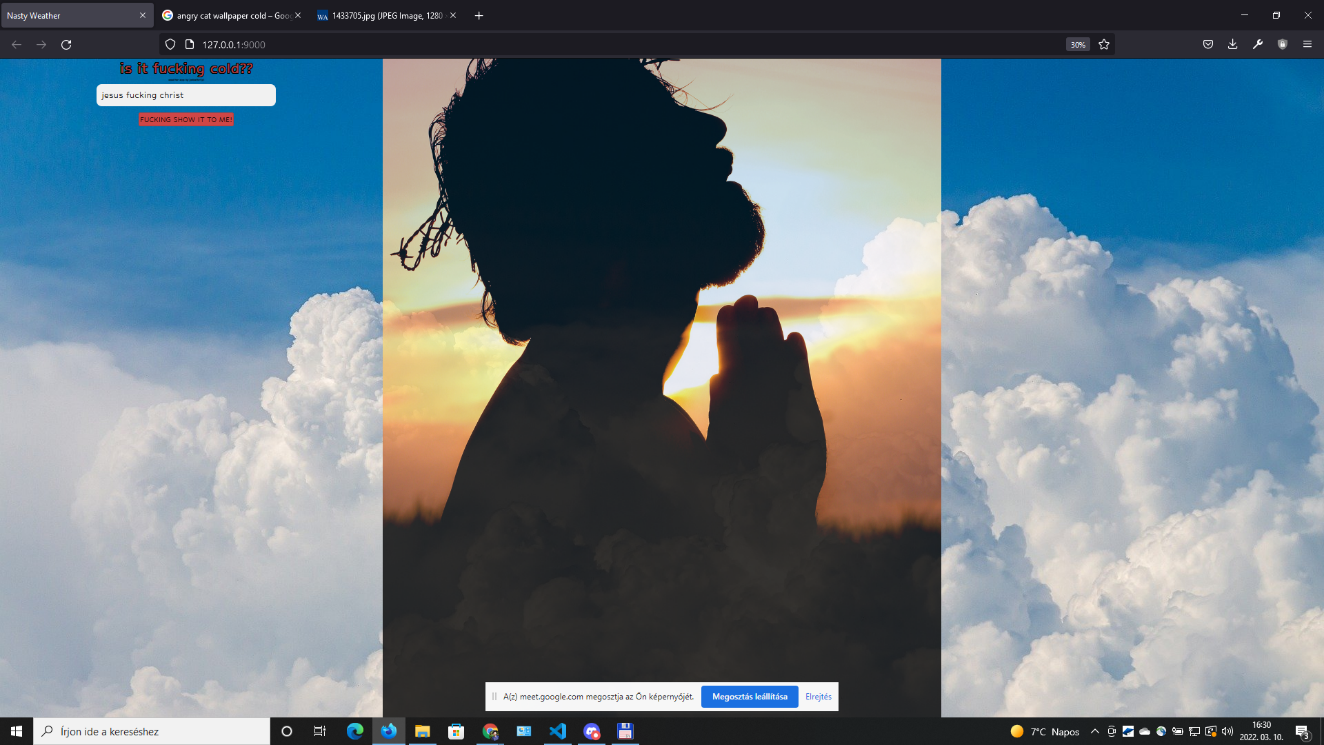 Nasty Weather
angry cat wallpaper cold – Goo
WA 1433705.jpg (JPEG Image, 1280
127.0.0.1:9000
30%
is it fucking cold??
jesus fucking christ
FUCKING SHOW IT TO ME!
A(z) meet.google.com megosztja az Ön képernyőjét.
Megosztás leállítása
Elrejtés
Írjon ide a kereséshez
7°C Napos
16:30
2022. 03. 10.
3